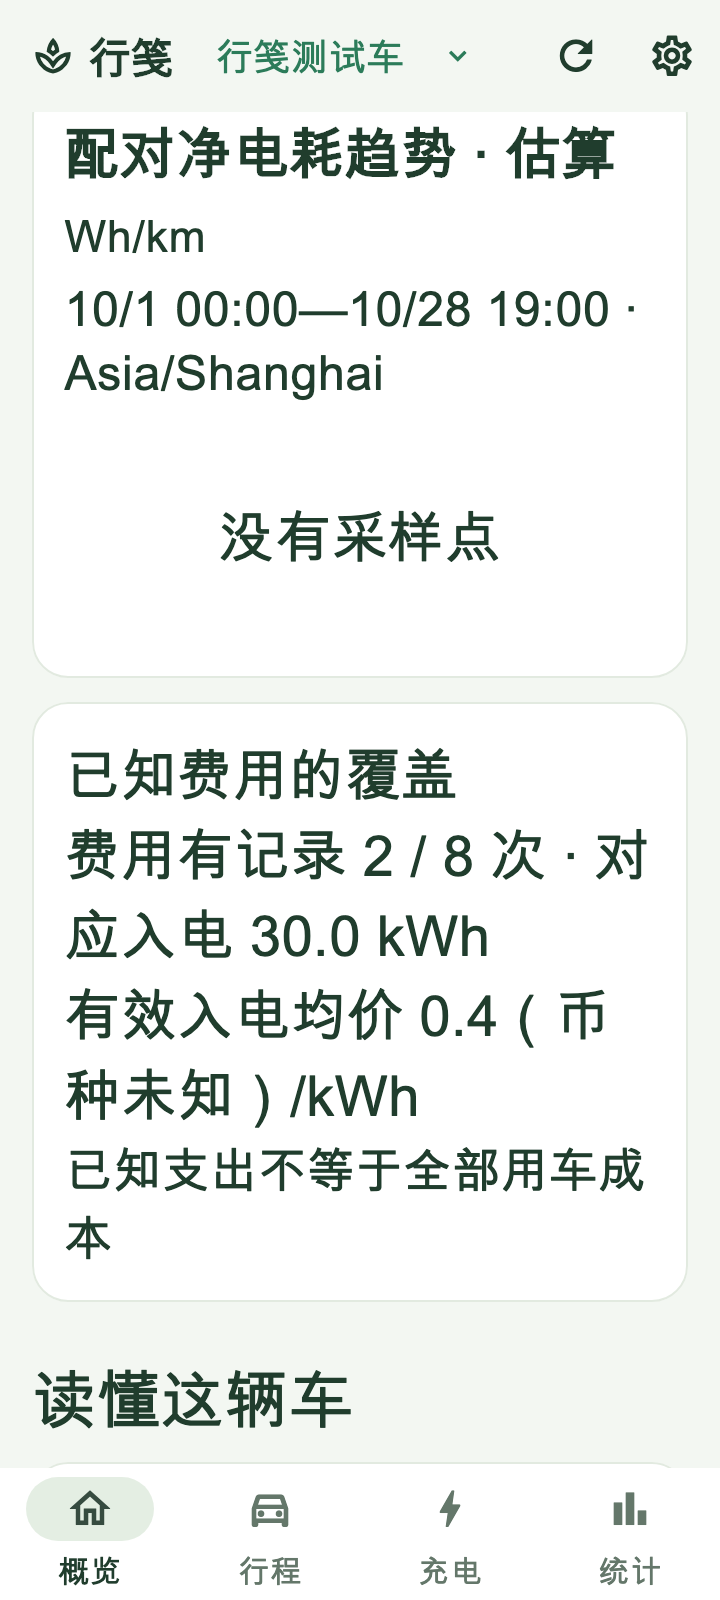 行笺 行笺测试车
配对净电耗趋势 · 估算
Wh/km
10/1 00:00—10/28 19:00 ·
Asia/Shanghai
没有采样点
已知费用的覆盖
费用有记录 2 / 8 次 · 对
应入电 30.0 kWh
有效入电均价 0.4（币
种未知）/kWh
已知支出不等于全部用车成
本
读懂这辆车
概览 行程 充电 统计